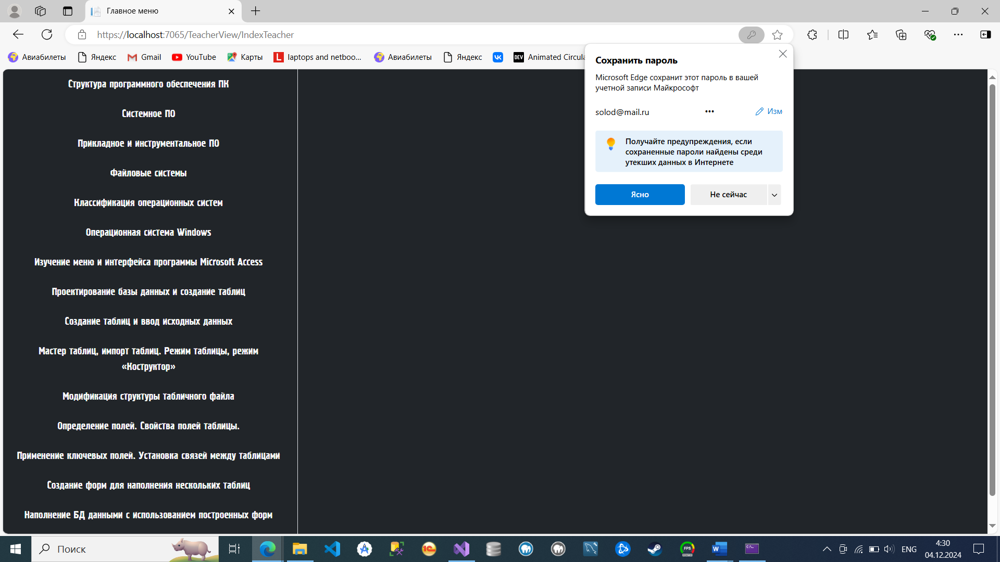 Главное меню
https://localhost:7065/TeacherView/IndexTeacher
Авиабилеты
Яндекс
Gmail
YouTube
Карты
laptops and netboo...
Авиабилеты
Яндекс
DEV
Animated Circula
Сохранить пароль
Microsoft Edge сохранит этот пароль в вашей
учетной записи Майкрософт
solod@mail.ru
•••
Изм
Получайте предупреждения, если
сохраненные пароли найдены среди
утекших данных в Интернете
Ясно
Не сейчас
Структура программного обеспечения ПК
Системное ПО
Прикладное и инструментальное ПО
Файловые системы
Классификация операционных систем
Операционная система Windows
Изучение меню и интерфейса программы Microsoft Access
Проектирование базы данных и создание таблиц
Создание таблиц и ввод исходных данных
Мастер таблиц, импорт таблиц. Режим таблицы, режим
«Коструктор»
Модификация структуры табличного файла
Определение полей. Свойства полей таблицы.
Применение ключевых полей. Установка связей между таблицами
Создание форм для наполнения нескольких таблиц
Наполнение БД данными с использованием построенных форм
Поиск
ENG
4:30
04.12.2024